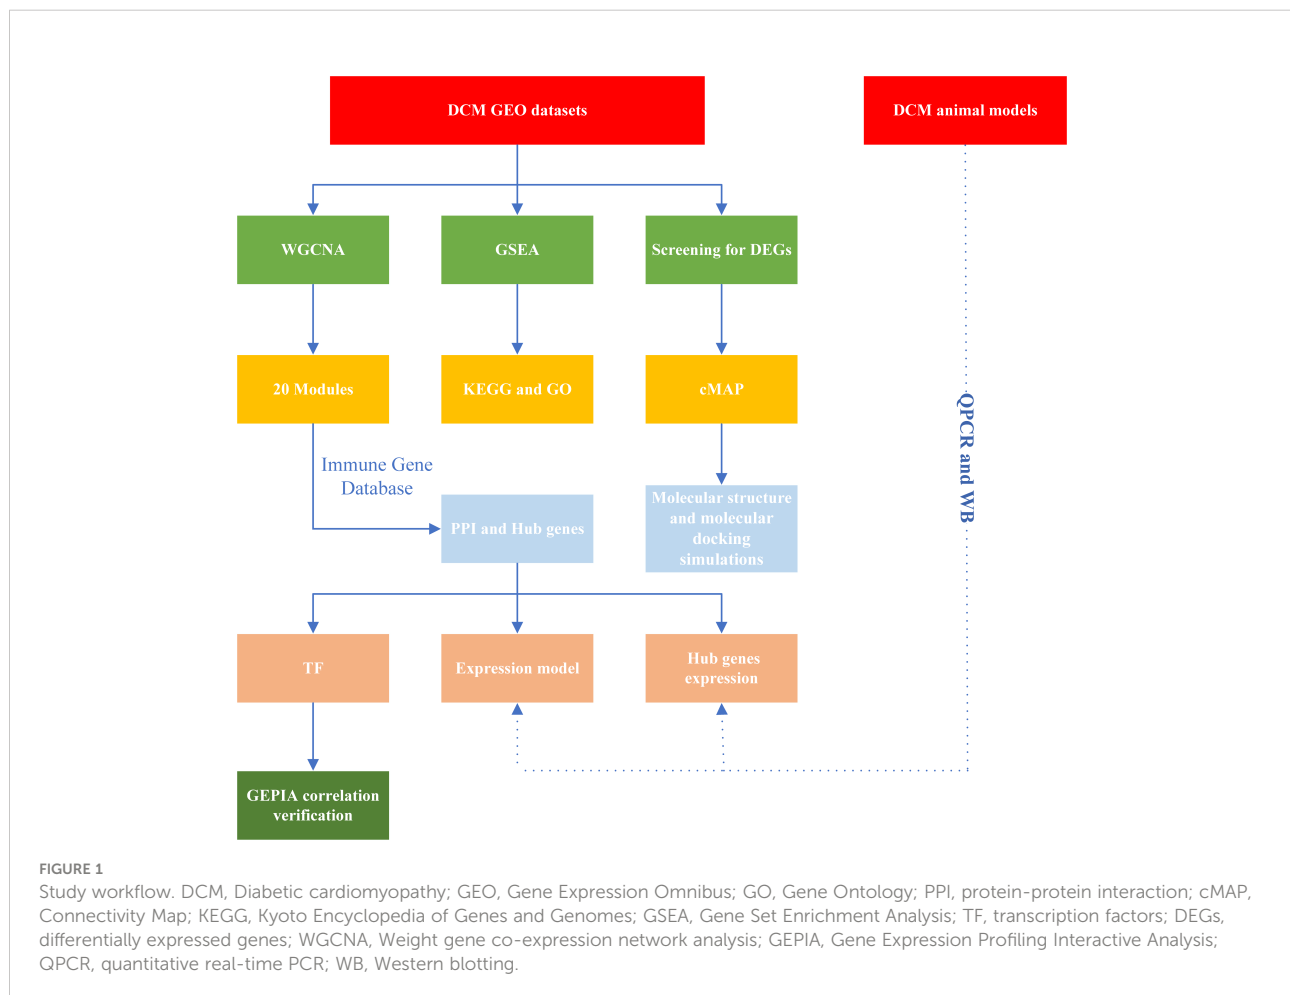 DCM GEO datasets
DCM animal models
WGCNA
GSEA
Screening for DEGs
20 Modules
KEGG and GO
cMAP
QPCR and WB
Immune Gene
Database
PPI and Hub genes
Molecular structure
and molecular
docking
simulations
TF
Expression model
Hub genes
expression
GEPIA correlation
verification
FIGURE 1
Study workflow. DCM, Diabetic cardiomyopathy; GEO, Gene Expression Omnibus; GO, Gene Ontology; PPI, protein-protein interaction; cMAP,
Connectivity Map; KEGG, Kyoto Encyclopedia of Genes and Genomes; GSEA, Gene Set Enrichment Analysis; TF, transcription factors; DEGs,
differentially expressed genes; WGCNA, Weight gene co-expression network analysis; GEPIA, Gene Expression Profiling Interactive Analysis;
QPCR, quantitative real-time PCR; WB, Western blotting.